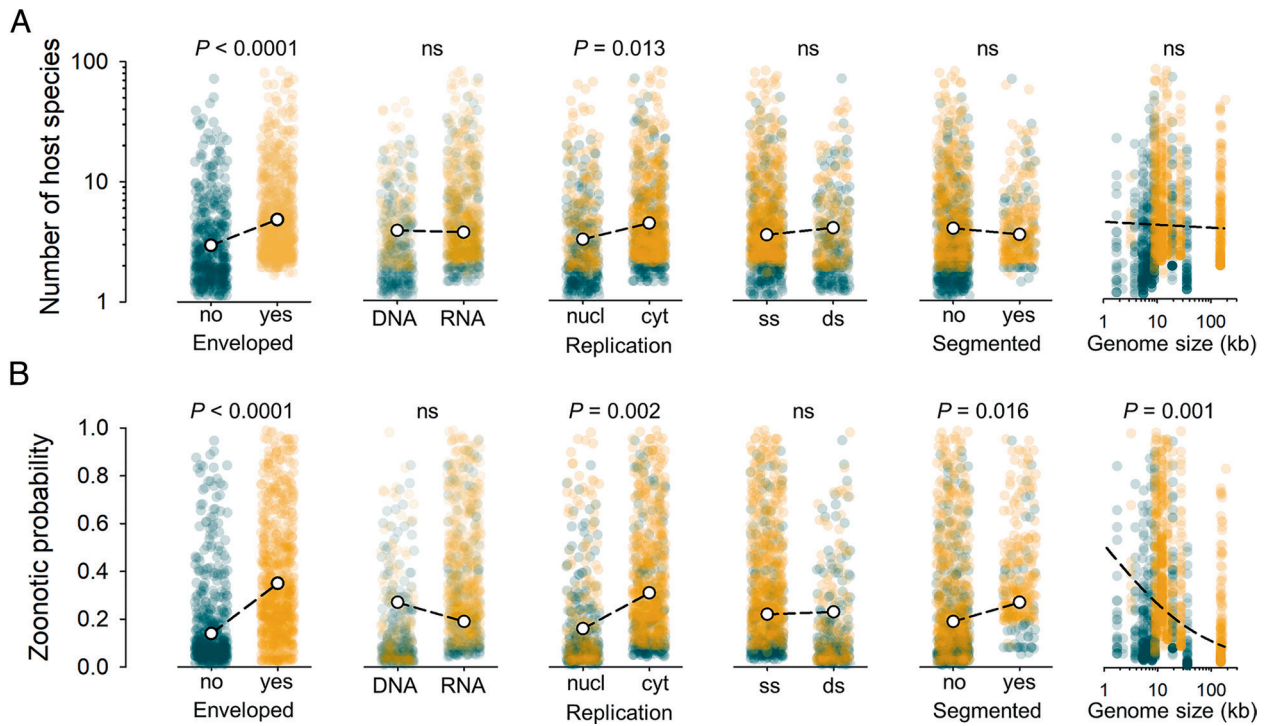 A
P < 0.0001 ns P = 0.013 ns ns ns
Number of host species
100
10
1
no yes DNA RNA nucl cyt ss ds no yes 1 10 100
Enveloped Replication Segmented Genome size (kb)
B
P < 0.0001 ns P = 0.002 ns P = 0.016 P = 0.001
Zoonotic probability
1.0
0.8
0.6
0.4
0.2
0.0
no yes DNA RNA nucl cyt ss ds no yes 1 10 100
Enveloped Replication Segmented Genome size (kb)